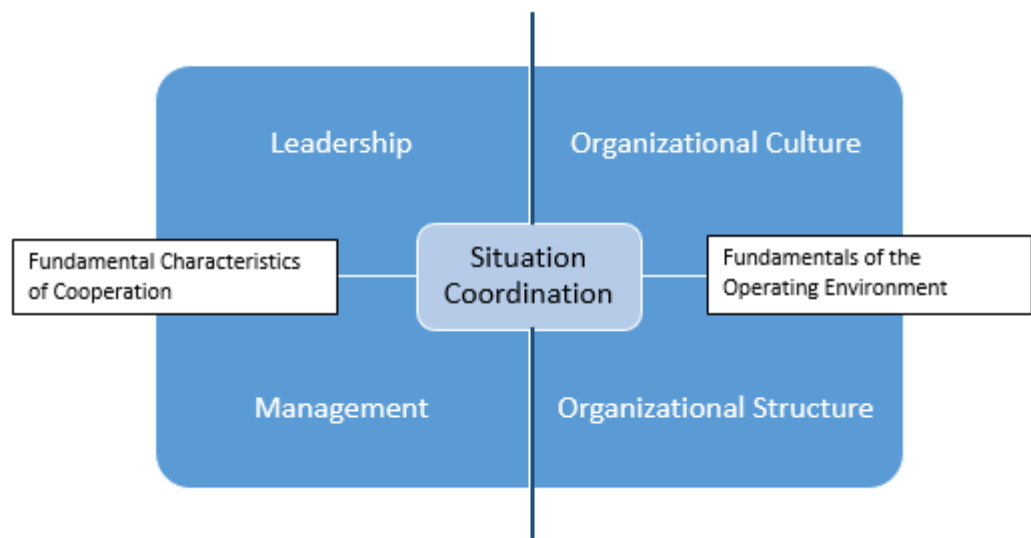 Leadership
Organizational Culture
Fundamental Characteristics
of Cooperation
Situation
Coordination
Fundamentals of the
Operating Environment
Management
Organizational Structure